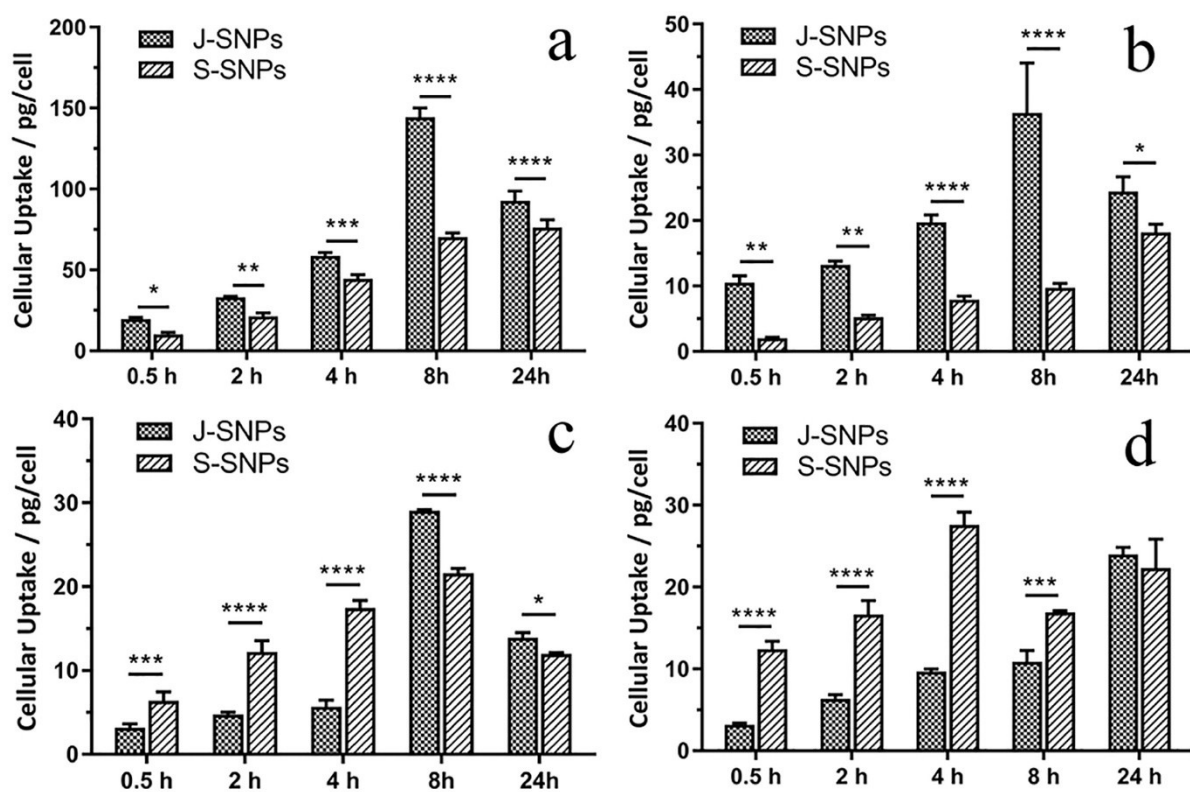 a
J-SNPs
S-SNPs
Cellular Uptake / pg/cell
200
150
100
50
0
*
**
***
****
****
0.5 h 2 h 4 h 8h 24h
b
J-SNPs
S-SNPs
Cellular Uptake / pg/cell
50
40
30
20
10
0
**
**
****
****
*
0.5 h 2 h 4 h 8h 24h
c
J-SNPs
S-SNPs
Cellular Uptake / pg/cell
40
30
20
10
0
***
****
****
****
*
0.5 h 2 h 4 h 8h 24h
d
J-SNPs
S-SNPs
Cellular Uptake / pg/cell
40
30
20
10
0
****
****
****
***
0.5 h 2 h 4 h 8h 24h